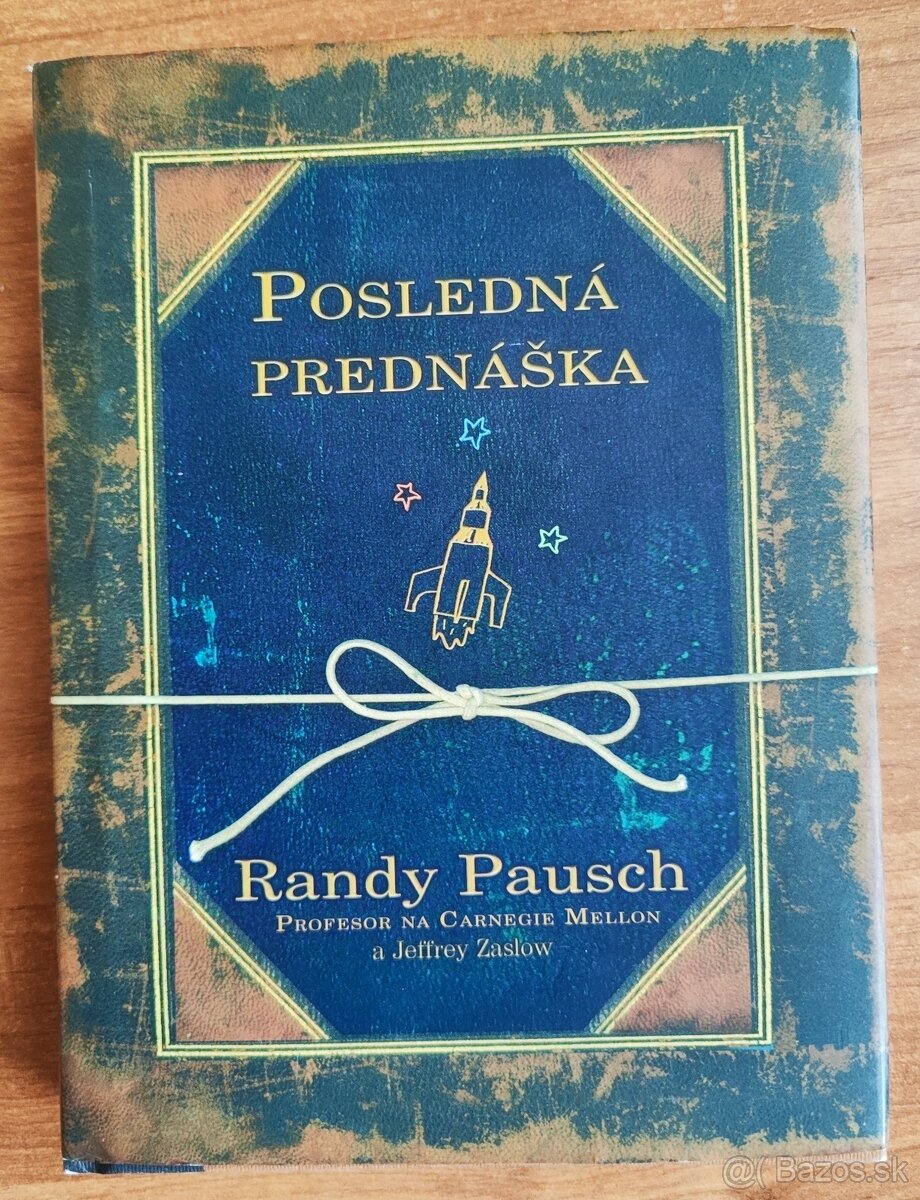 POSLEDNÁ
PREDNÁŠKA
Randy Pausch
PROFESOR NA CARNEGIE MELLON
a Jeffrey Zaslow
@( Bazos.sk